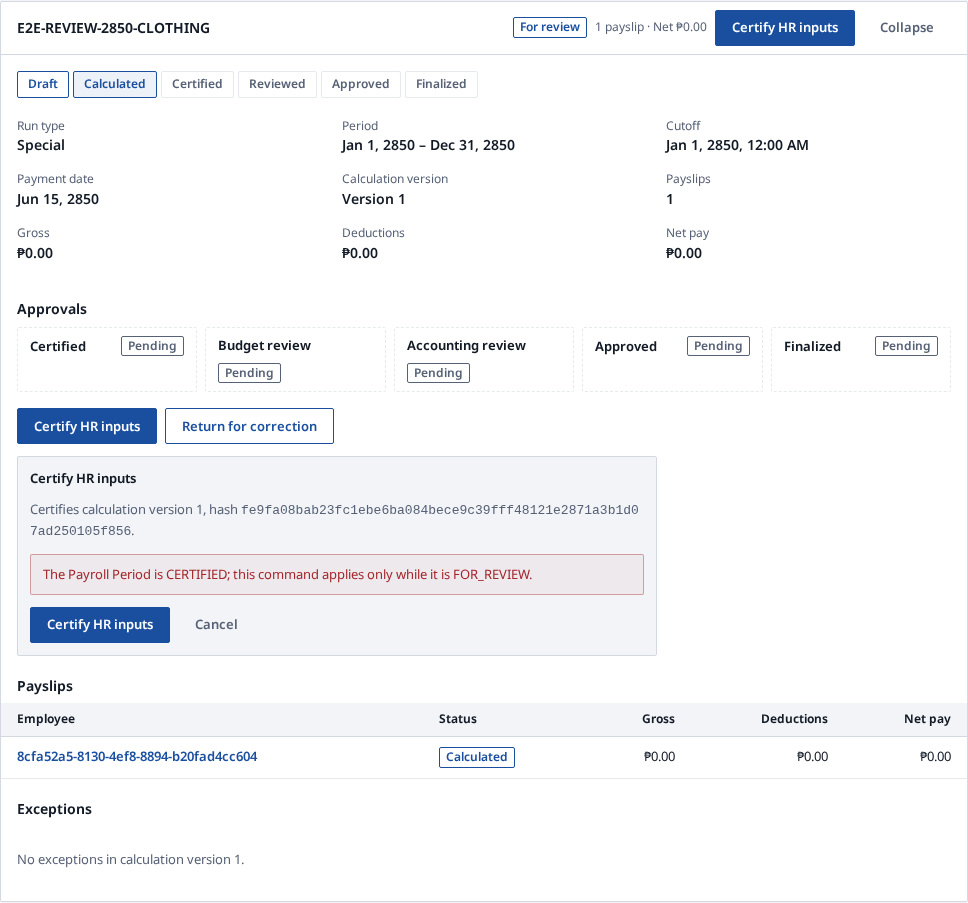 E2E-REVIEW-2850-CLOTHING
For review 1 payslip · Net ₱0.00 Certify HR inputs Collapse
Draft Calculated Certified Reviewed Approved Finalized
Run type Period Cutoff
Special Jan 1, 2850 – Dec 31, 2850 Jan 1, 2850, 12:00 AM
Payment date Calculation version Payslips
Jun 15, 2850 Version 1 1
Gross Deductions Net pay
₱0.00 ₱0.00 ₱0.00
Approvals
Certified Pending Budget review Accounting review Approved Pending Finalized Pending
Pending Pending
Certify HR inputs Return for correction
Certify HR inputs
Certifies calculation version 1, hash fe9fa08bab23fc1ebe6ba084bece9c39fff48121e2871a3b1d0
7ad250105f856.
The Payroll Period is CERTIFIED; this command applies only while it is FOR_REVIEW.
Certify HR inputs Cancel
Payslips
Employee Status Gross Deductions Net pay
8cfa52a5-8130-4ef8-8894-b20fad4cc604 Calculated ₱0.00 ₱0.00 ₱0.00
Exceptions
No exceptions in calculation version 1.